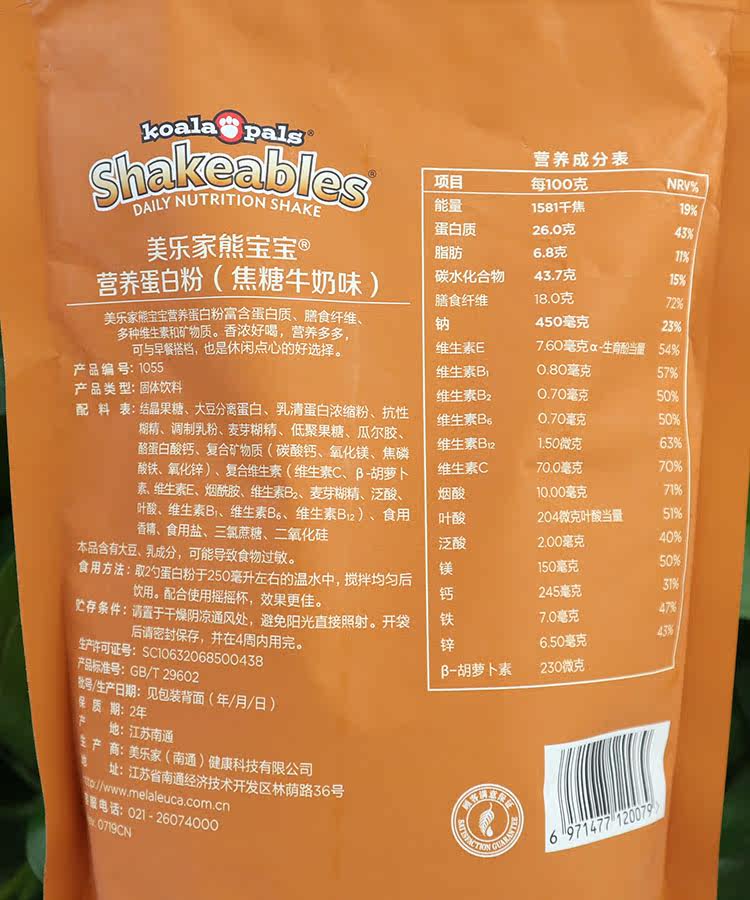 koala pals®
Shakeables®
DAILY NUTRITION SHAKE
美乐家熊宝宝®
营养蛋白粉（焦糖牛奶味）
美乐家熊宝宝营养蛋白粉富含蛋白质、膳食纤维、
多种维生素和矿物质。香浓好喝，营养多多，
可与早餐搭档，也是休闲点心的好选择。
产品编号：1055
产品类型：固体饮料
配料表：结晶果糖、大豆分离蛋白、乳清蛋白浓缩粉、抗性
糊精、调制乳粉、麦芽糊精、低聚果糖、瓜尔胶、
酪蛋白酸钙、复合矿物质（碳酸钙、氧化镁、焦磷
酸铁、氧化锌）、复合维生素（维生素C、β-胡萝卜
素、维生素E、烟酰胺、维生素B₂、麦芽糊精、泛酸、
叶酸、维生素B₁、维生素B₆、维生素B₁₂）、食用
香精、食用盐、三氯蔗糖、二氧化硅
本品含有大豆、乳成分，可能导致食物过敏。
食用方法：取2勺蛋白粉于250毫升左右的温水中，搅拌均匀后
饮用。配合使用摇摇杯，效果更佳。
贮存条件：请置于干燥阴凉通风处，避免阳光直接照射。开袋
后请密封保存，并在4周内用完。
生产许可证号：SC10632068500438
产品标准号：GB/T 29602
批号/生产日期：见包装背面（年/月/日）
保质期：2年
产地：江苏南通
生产商：美乐家（南通）健康科技有限公司
地址：江苏省南通经济技术开发区林荫路36号
http://www.melaleuca.com.cn
客服电话：021-26074000
0719CN
营养成分表
项目 每100克 NRV%
能量 1581千焦 19%
蛋白质 26.0克 43%
脂肪 6.8克 11%
碳水化合物 43.7克 15%
膳食纤维 18.0克 72%
钠 450毫克 23%
维生素E 7.60毫克α-生育酚当量 54%
维生素B₁ 0.80毫克 57%
维生素B₂ 0.70毫克 50%
维生素B₆ 0.70毫克 50%
维生素B₁₂ 1.50微克 63%
维生素C 70.0毫克 70%
烟酸 10.00毫克 71%
叶酸 204微克叶酸当量 51%
泛酸 2.00毫克 40%
镁 150毫克 50%
钙 245毫克 31%
铁 7.0毫克 47%
锌 6.50毫克 43%
β-胡萝卜素 230微克
顾客满意保证
SATISFACTION GUARANTEE
6 971477 120079 >